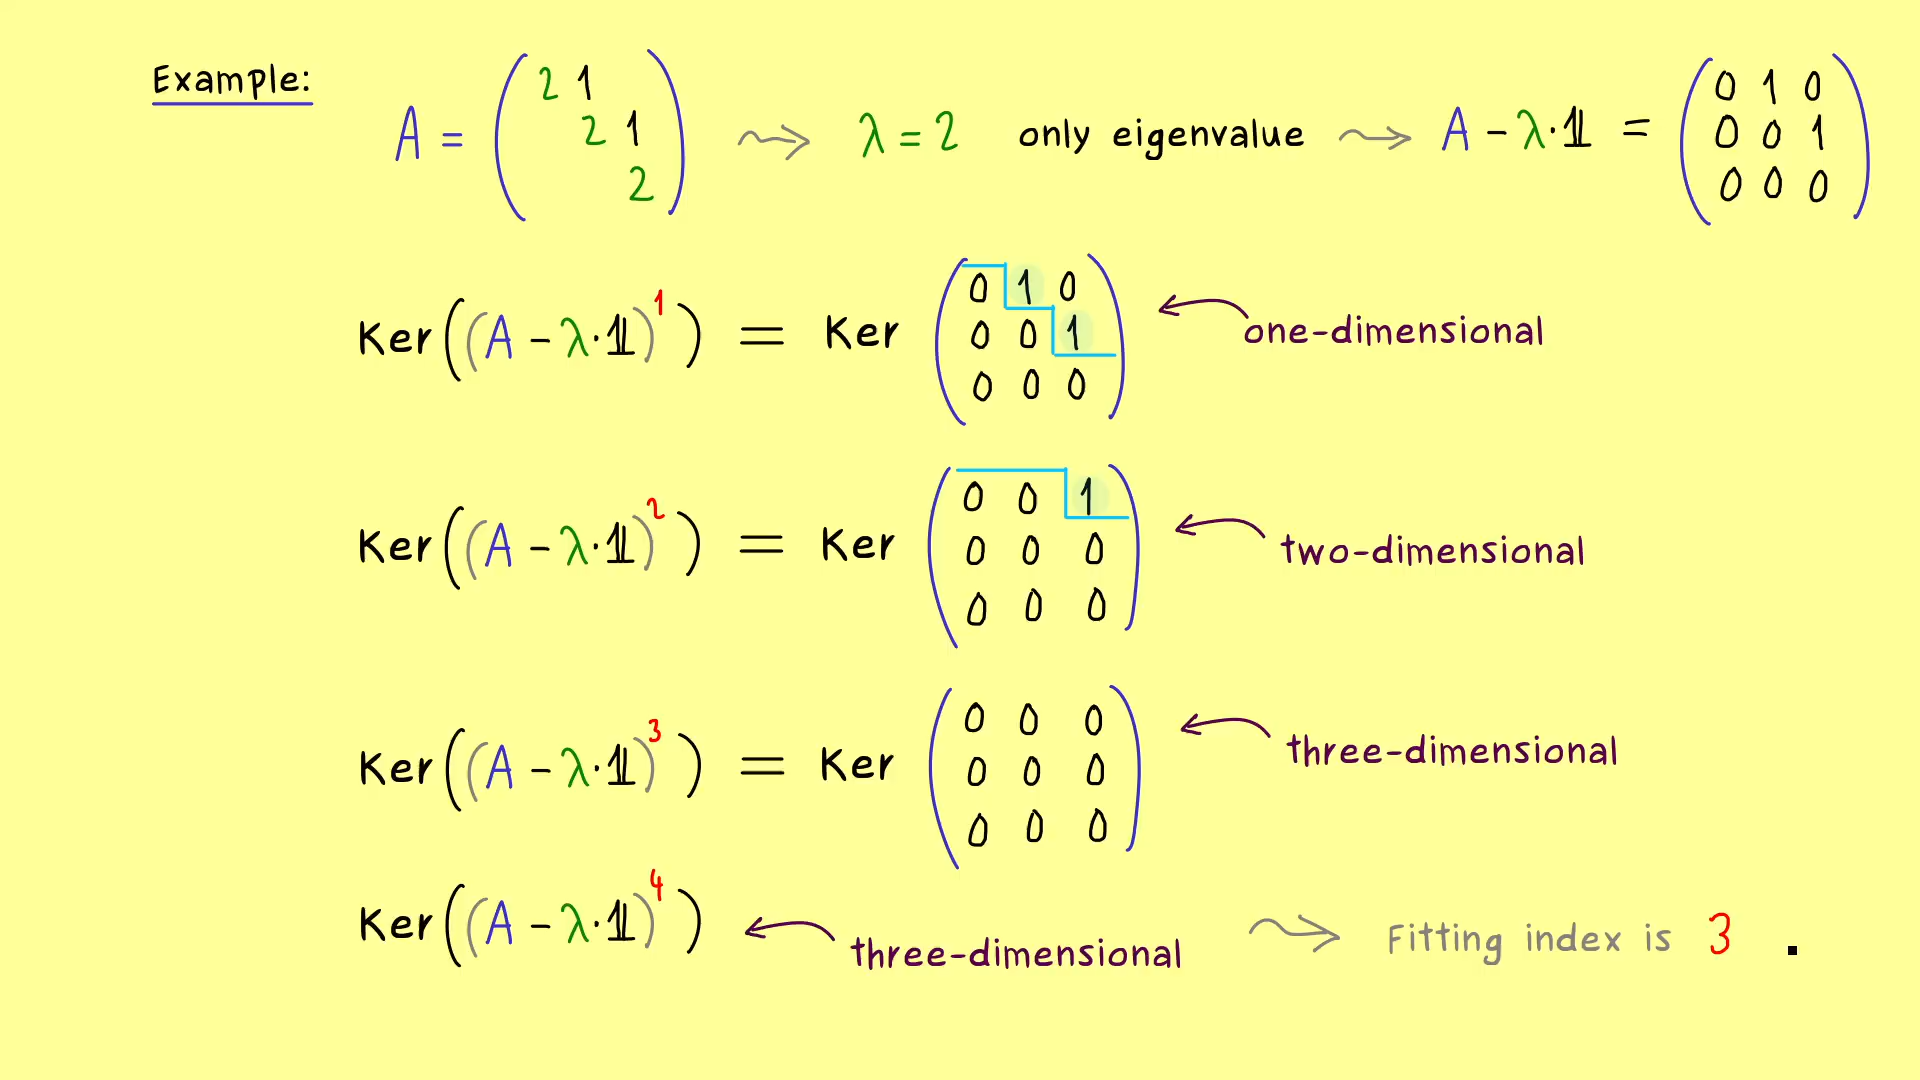 Example: A = ( 2 1 ; 2 1 ; 2 ) ⇝ λ = 2 only eigenvalue ⇝ A − λ·𝟙 = ( 0 1 0 ; 0 0 1 ; 0 0 0 )
Ker((A − λ·𝟙)¹) = Ker ( 0 1 0 ; 0 0 1 ; 0 0 0 ) ← one-dimensional
Ker((A − λ·𝟙)²) = Ker ( 0 0 1 ; 0 0 0 ; 0 0 0 ) ← two-dimensional
Ker((A − λ·𝟙)³) = Ker ( 0 0 0 ; 0 0 0 ; 0 0 0 ) ← three-dimensional
Ker((A − λ·𝟙)⁴) ← three-dimensional ⇝ Fitting index is 3 .